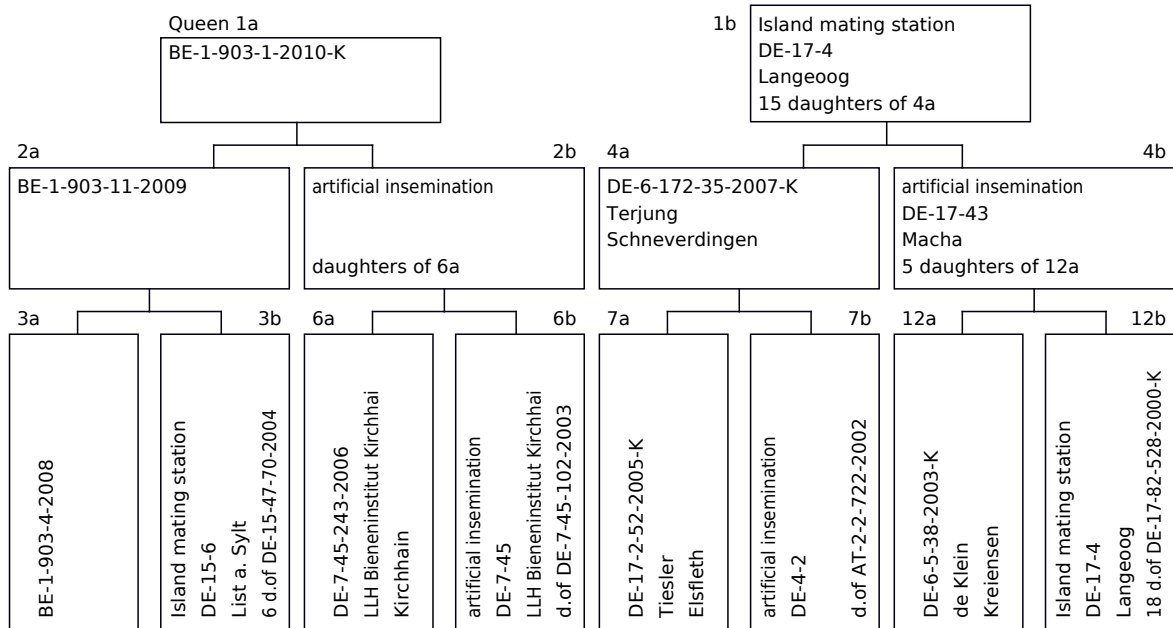 Queen 1a
BE-1-903-1-2010-K
1b
Island mating station
DE-17-4
Langeoog
15 daughters of 4a
2a
BE-1-903-11-2009
2b
artificial insemination
daughters of 6a
4a
DE-6-172-35-2007-K
Terjung
Schneverdingen
4b
artificial insemination
DE-17-43
Macha
5 daughters of 12a
3a
BE-1-903-4-2008
3b
Island mating station
DE-15-6
List a. Sylt
6 d.of DE-15-47-70-2004
6a
DE-7-45-243-2006
LLH Bieneninstitut Kirchhai
Kirchhain
6b
artificial insemination
DE-7-45
LLH Bieneninstitut Kirchhai
d.of DE-7-45-102-2003
7a
DE-17-2-52-2005-K
Tiesler
Elsfleth
7b
artificial insemination
DE-4-2
d.of AT-2-2-722-2002
12a
DE-6-5-38-2003-K
de Klein
Kreiensen
12b
Island mating station
DE-17-4
Langeoog
18 d.of DE-17-82-528-2000-K